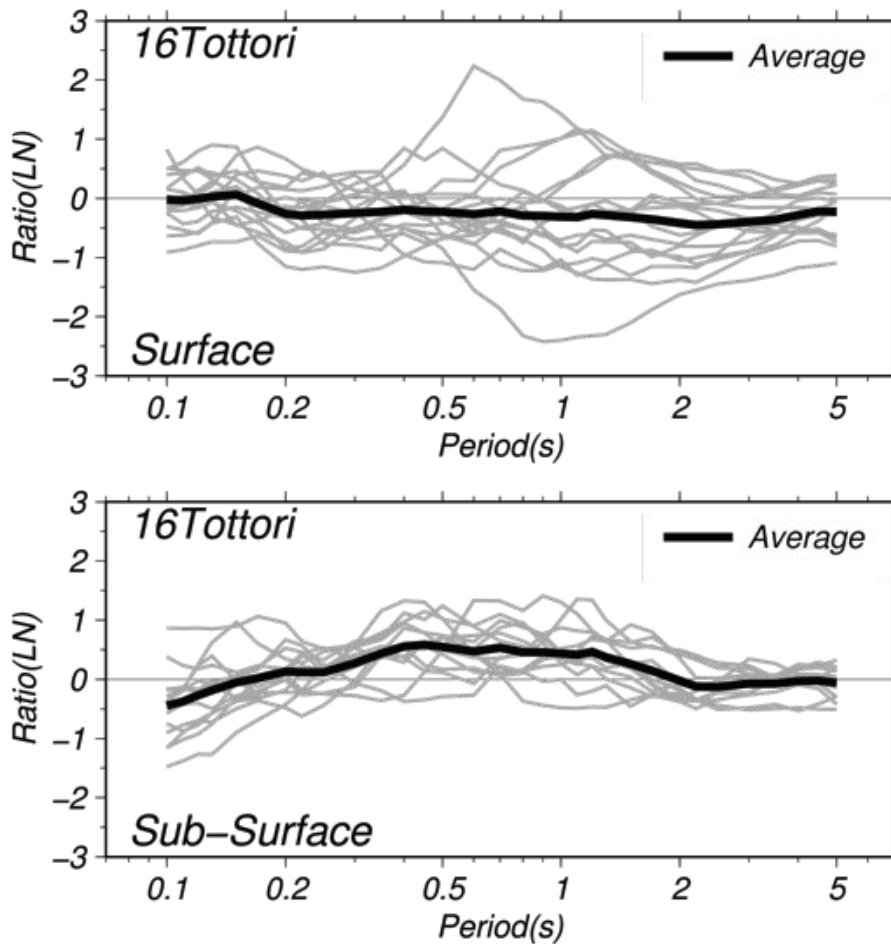 3
16Tottori
Average
2
1
0
Ratio(LN)
−1
−2
Surface
−3
0.1 0.2 0.5 1 2 5
Period(s)
3
16Tottori
Average
2
1
0
Ratio(LN)
−1
−2
Sub−Surface
−3
0.1 0.2 0.5 1 2 5
Period(s)